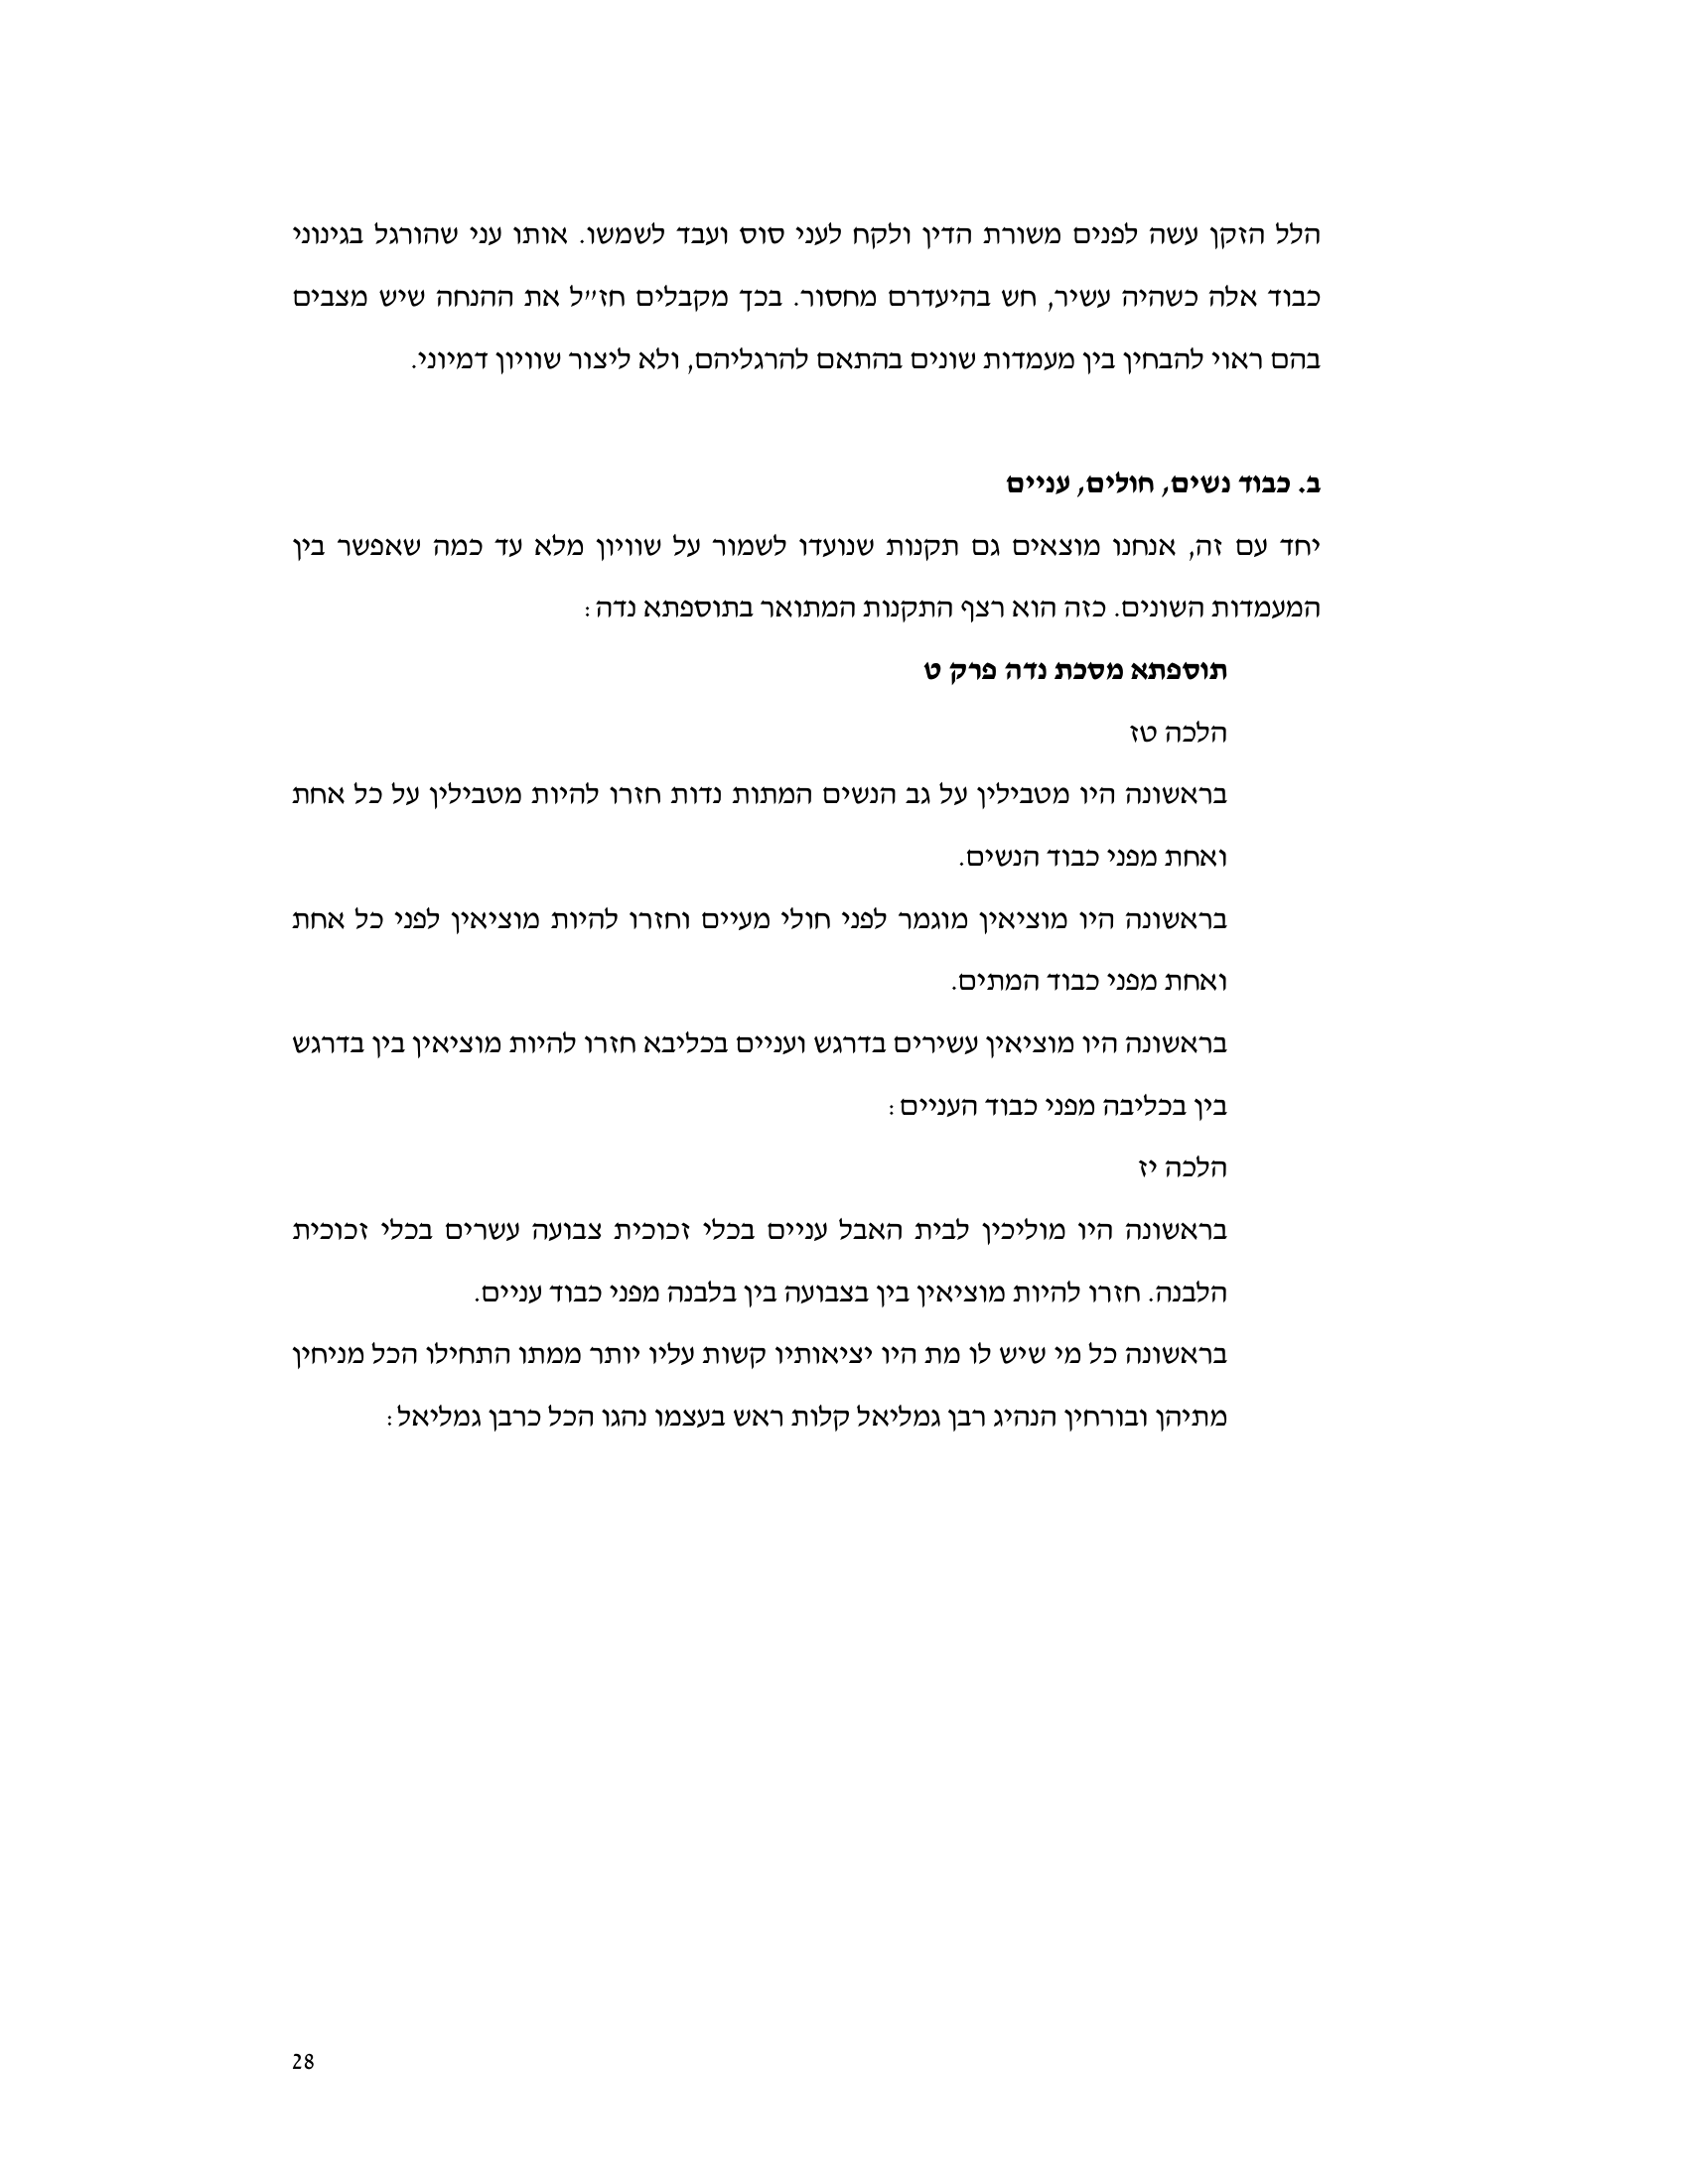 הלל הזקן עשה לפנים משורת הדין ולקח לעני סוס ועבד לשמשו. אותו עני שהורגל בגינוני
כבוד אלה כשהיה עשיר, חש בהיעדרם מחסור. בכך מקבלים חז״ל את ההנחה שיש מצבים
בהם ראוי להבחין בין מעמדות שונים בהתאם להרגליהם, ולא ליצור שוויון דמיוני.
ב. כבוד נשים, חולים, עניים
יחד עם זה, אנחנו מוצאים גם תקנות שנועדו לשמור על שוויון מלא עד כמה שאפשר בין
המעמדות השונים. כזה הוא רצף התקנות המתואר בתוספתא נדה:
תוספתא מסכת נדה פרק ט
הלכה טז
בראשונה היו מטבילין על גב הנשים המתות נדות חזרו להיות מטבילין על כל אחת
ואחת מפני כבוד הנשים.
בראשונה היו מוציאין מוגמר לפני חולי מעיים וחזרו להיות מוציאין לפני כל אחת
ואחת מפני כבוד המתים.
בראשונה היו מוציאין עשירים בדרגש ועניים בכליבא חזרו להיות מוציאין בין בדרגש
בין בכליבה מפני כבוד העניים:
הלכה יז
בראשונה היו מוליכין לבית האבל עניים בכלי זכוכית צבועה עשרים בכלי זכוכית
הלבנה. חזרו להיות מוציאין בין בצבועה בין בלבנה מפני כבוד עניים.
בראשונה כל מי שיש לו מת היו יציאותיו קשות עליו יותר ממתו התחילו הכל מניחין
מתיהן ובורחין הנהיג רבן גמליאל קלות ראש בעצמו נהגו הכל כרבן גמליאל:
28